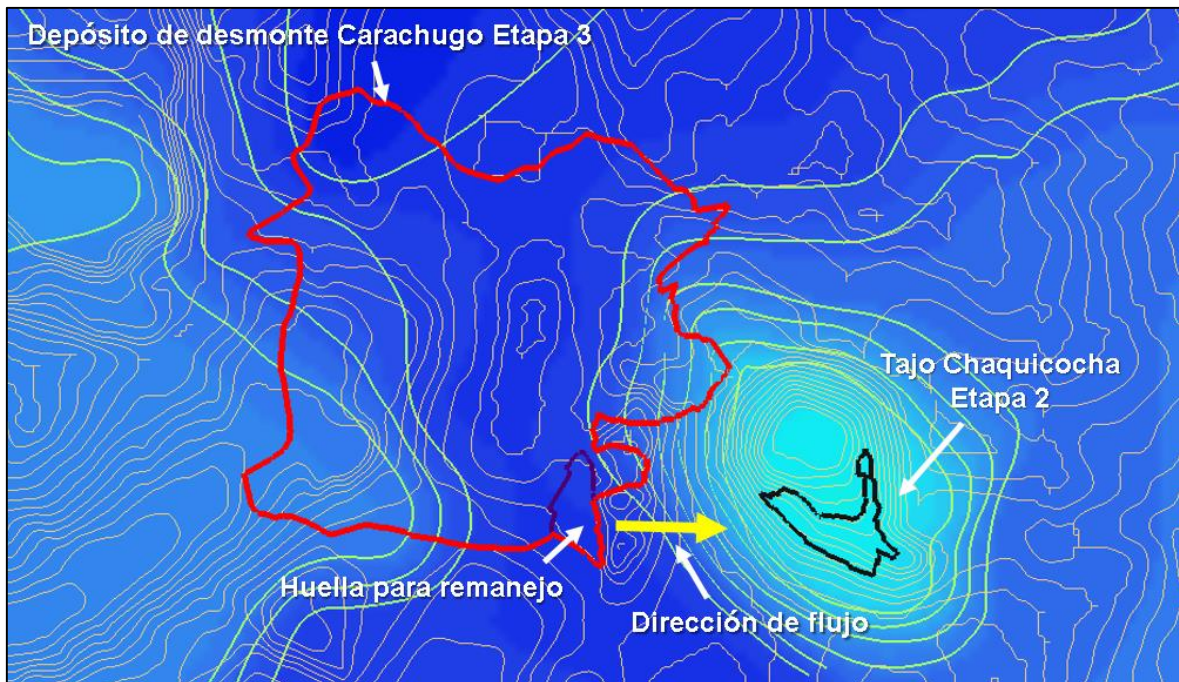 Depósito de desmonte Carachugo Etapa 3
Tajo Chaquicocha
Etapa 2
Huella para remanejo
Dirección de flujo